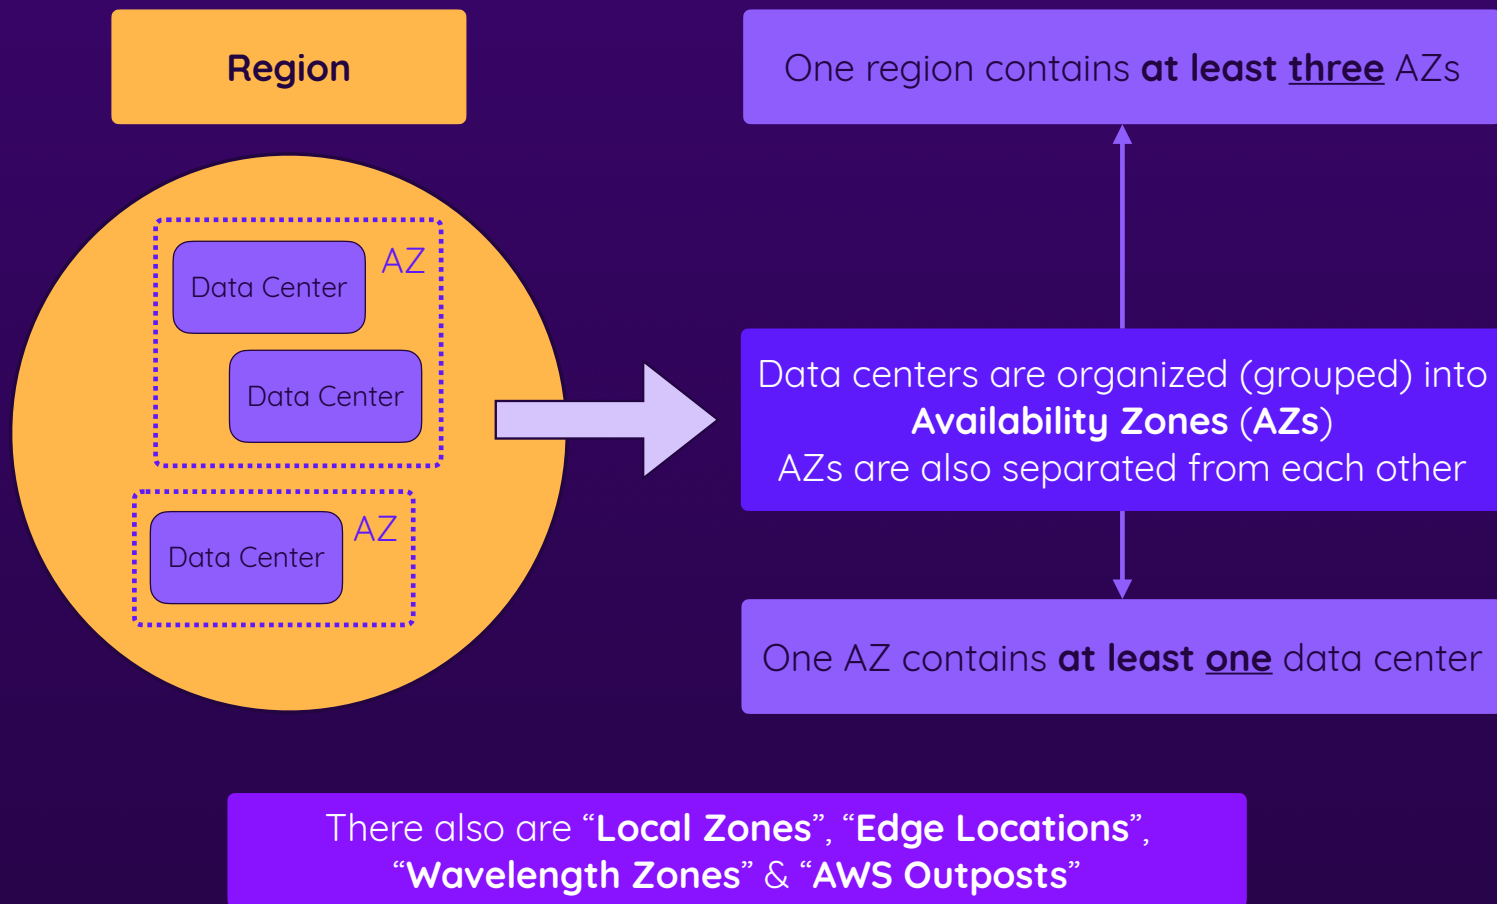 Region
One region contains at least three AZs
AZ
Data Center
Data Center
AZ
Data Center
Data centers are organized (grouped) into
Availability Zones (AZs)
AZs are also separated from each other
One AZ contains at least one data center
There also are “Local Zones”, “Edge Locations”,
“Wavelength Zones” & “AWS Outposts”